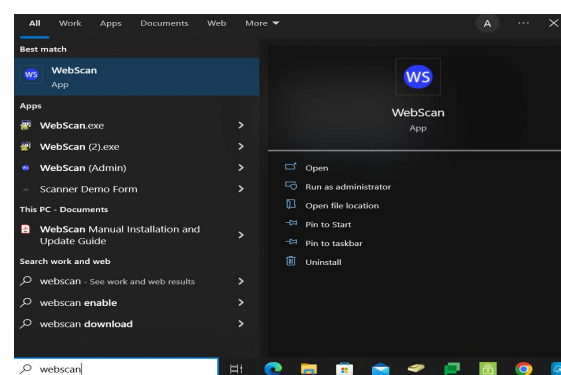 All Work Apps Documents Web More A ...
Best match
WS WebScan
App
Apps
WebScan.exe
WebScan (2).exe
WebScan (Admin)
Scanner Demo Form
This PC - Documents
WebScan Manual Installation and
Update Guide
Search work and web
webscan - See work and web results
webscan enable
webscan download
webscan
WS
WebScan
App
Open
Run as administrator
Open file location
Pin to Start
Pin to taskbar
Uninstall